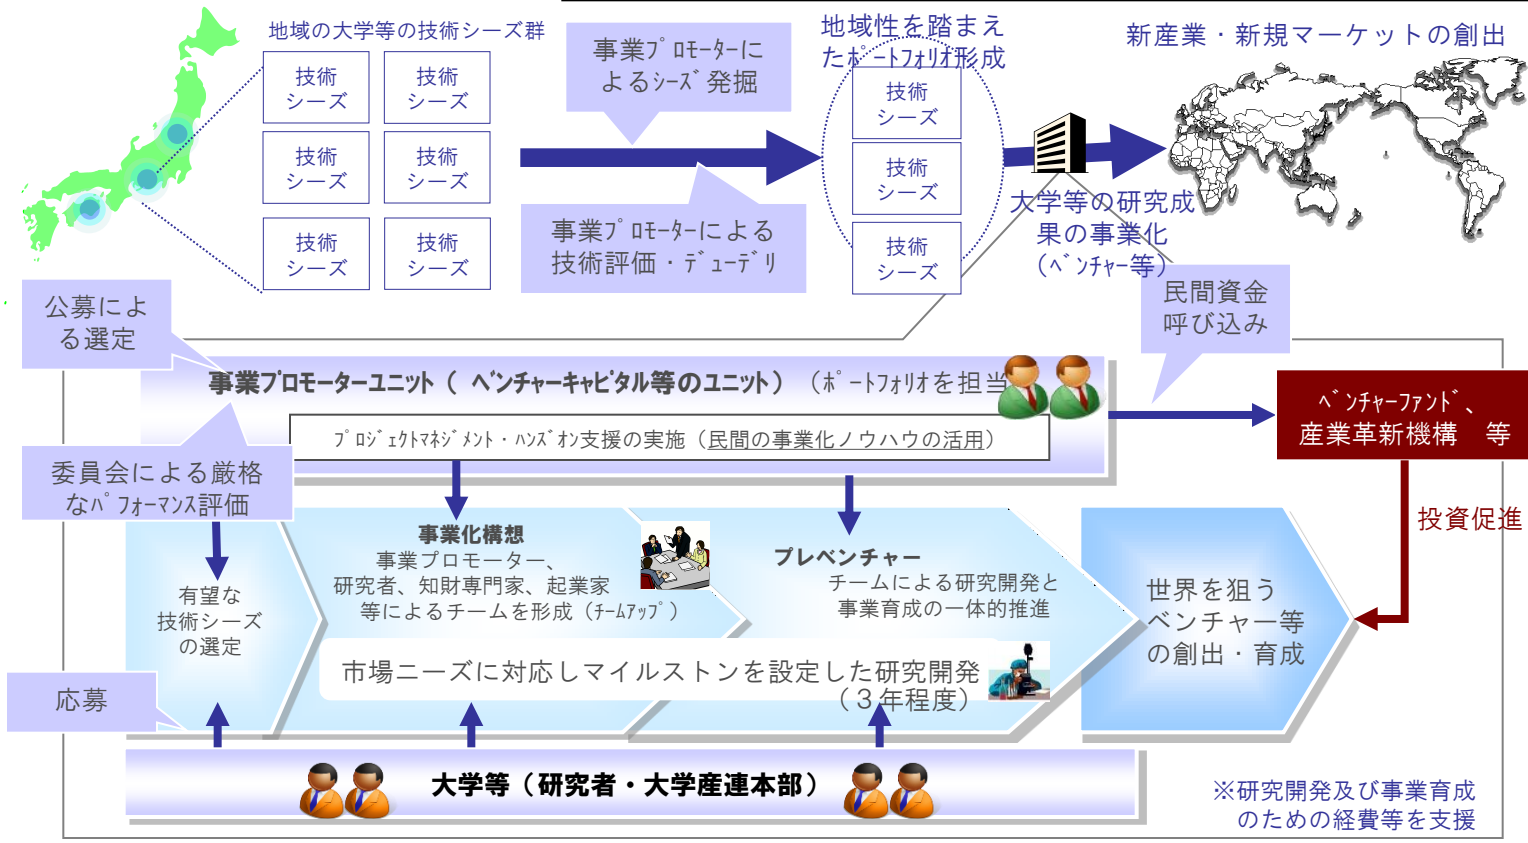 地域の大学等の技術シーズ群
技術
シーズ
技術
シーズ
技術
シーズ
技術
シーズ
技術
シーズ
技術
シーズ
事業ﾌﾟﾛﾓｰﾀｰに
よるｼｰｽﾞ発掘
事業ﾌﾟﾛﾓｰﾀｰによる
技術評価・ﾃﾞｭｰﾃﾞﾘ
地域性を踏まえ
たﾎﾟｰﾄﾌｫﾘｵ形成
技術
シーズ
技術
シーズ
技術
シーズ
新産業・新規マーケットの創出
大学等の研究成
果の事業化
（ﾍﾞﾝﾁｬｰ等）
公募によ
る選定
民間資金
呼び込み
事業プロモーターユニット（ ベンチャーキャピタル等のユニット）（ﾎﾟｰﾄﾌｫﾘｵを担当
ﾌﾟﾛｼﾞｪｸﾄﾏﾈｼﾞﾒﾝﾄ・ﾊﾝｽﾞｵﾝ支援の実施（民間の事業化ノウハウの活用）
ﾍﾞﾝﾁｬｰﾌｧﾝﾄﾞ、
産業革新機構　等
委員会による厳格
なﾊﾟﾌｫｰﾏﾝｽ評価
投資促進
有望な
技術シーズ
の選定
事業化構想
事業プロモーター、
研究者、知財専門家、起業家
等によるチームを形成（ﾁｰﾑｱｯﾌﾟ）
プレベンチャー
チームによる研究開発と
事業育成の一体的推進
世界を狙う
ベンチャー等
の創出・育成
市場ニーズに対応しマイルストンを設定した研究開発
（３年程度）
応募
大学等（研究者・大学産連本部）
※研究開発及び事業育成
のための経費等を支援